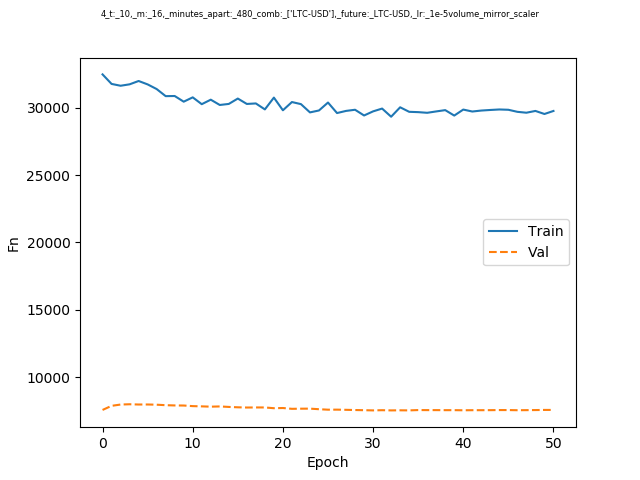 4_t:_10,_m:_16,_minutes_apart:_480_comb:_['LTC-USD'],_future:_LTC-USD,_lr:_1e-5volume_mirror_scaler
30000
25000
20000
15000
10000
Fn
Train
Val
0 10 20 30 40 50
Epoch